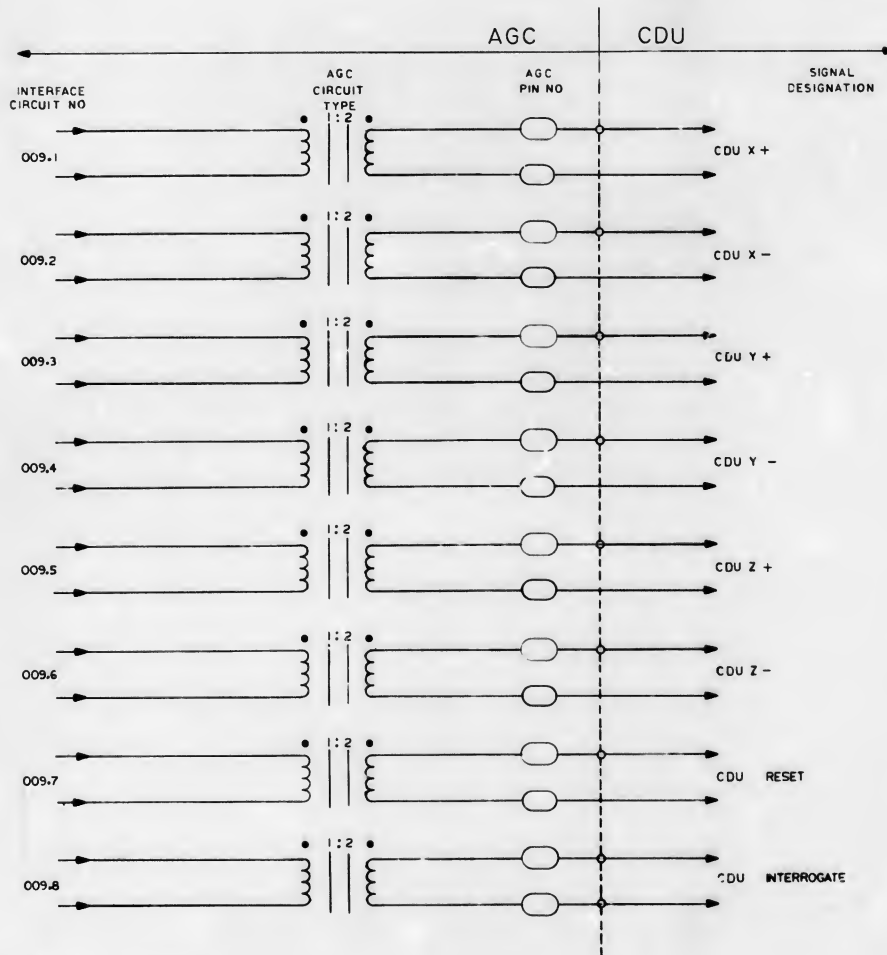 AGC CDU
INTERFACE
CIRCUIT NO
AGC
CIRCUIT
TYPE
AGC
PIN NO
SIGNAL
DESIGNATION
009.1
1:2
CDU X +
009.2
1:2
CDU X -
009.3
1:2
CDU Y +
009.4
1:2
CDU Y -
009.5
1:2
CDU Z +
009.6
1:2
CDU Z -
009.7
1:2
CDU RESET
009.8
1:2
CDU INTERROGATE